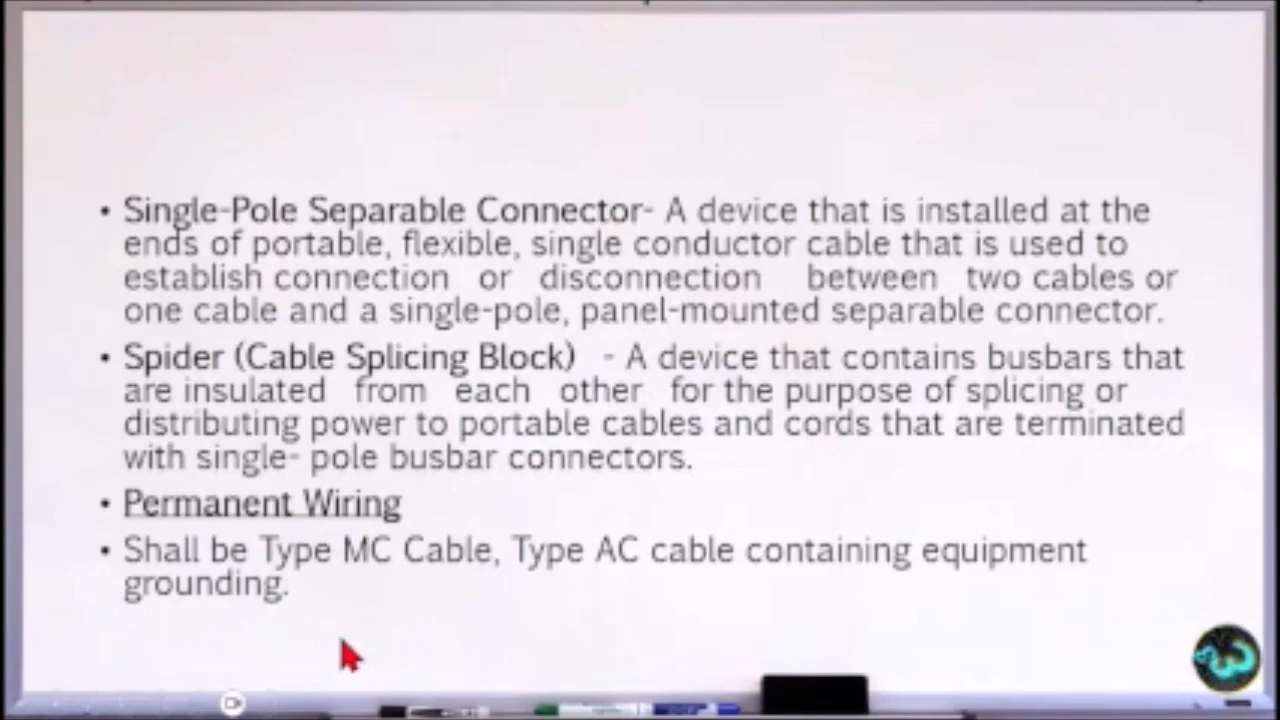 • Single-Pole Separable Connector- A device that is installed at the
ends of portable, flexible, single conductor cable that is used to
establish connection or disconnection between two cables or
one cable and a single-pole, panel-mounted separable connector.
• Spider (Cable Splicing Block) - A device that contains busbars that
are insulated from each other for the purpose of splicing or
distributing power to portable cables and cords that are terminated
with single- pole busbar connectors.
• Permanent Wiring
• Shall be Type MC Cable, Type AC cable containing equipment
grounding.